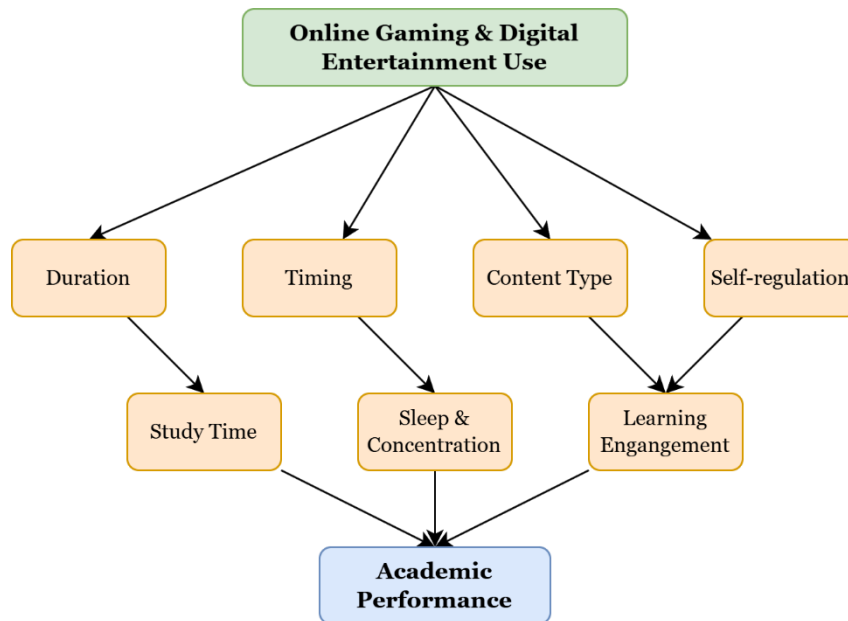 Online Gaming & Digital
Entertainment Use
Duration
Timing
Content Type
Self-regulation
Study Time
Sleep &
Concentration
Learning
Engangement
Academic
Performance